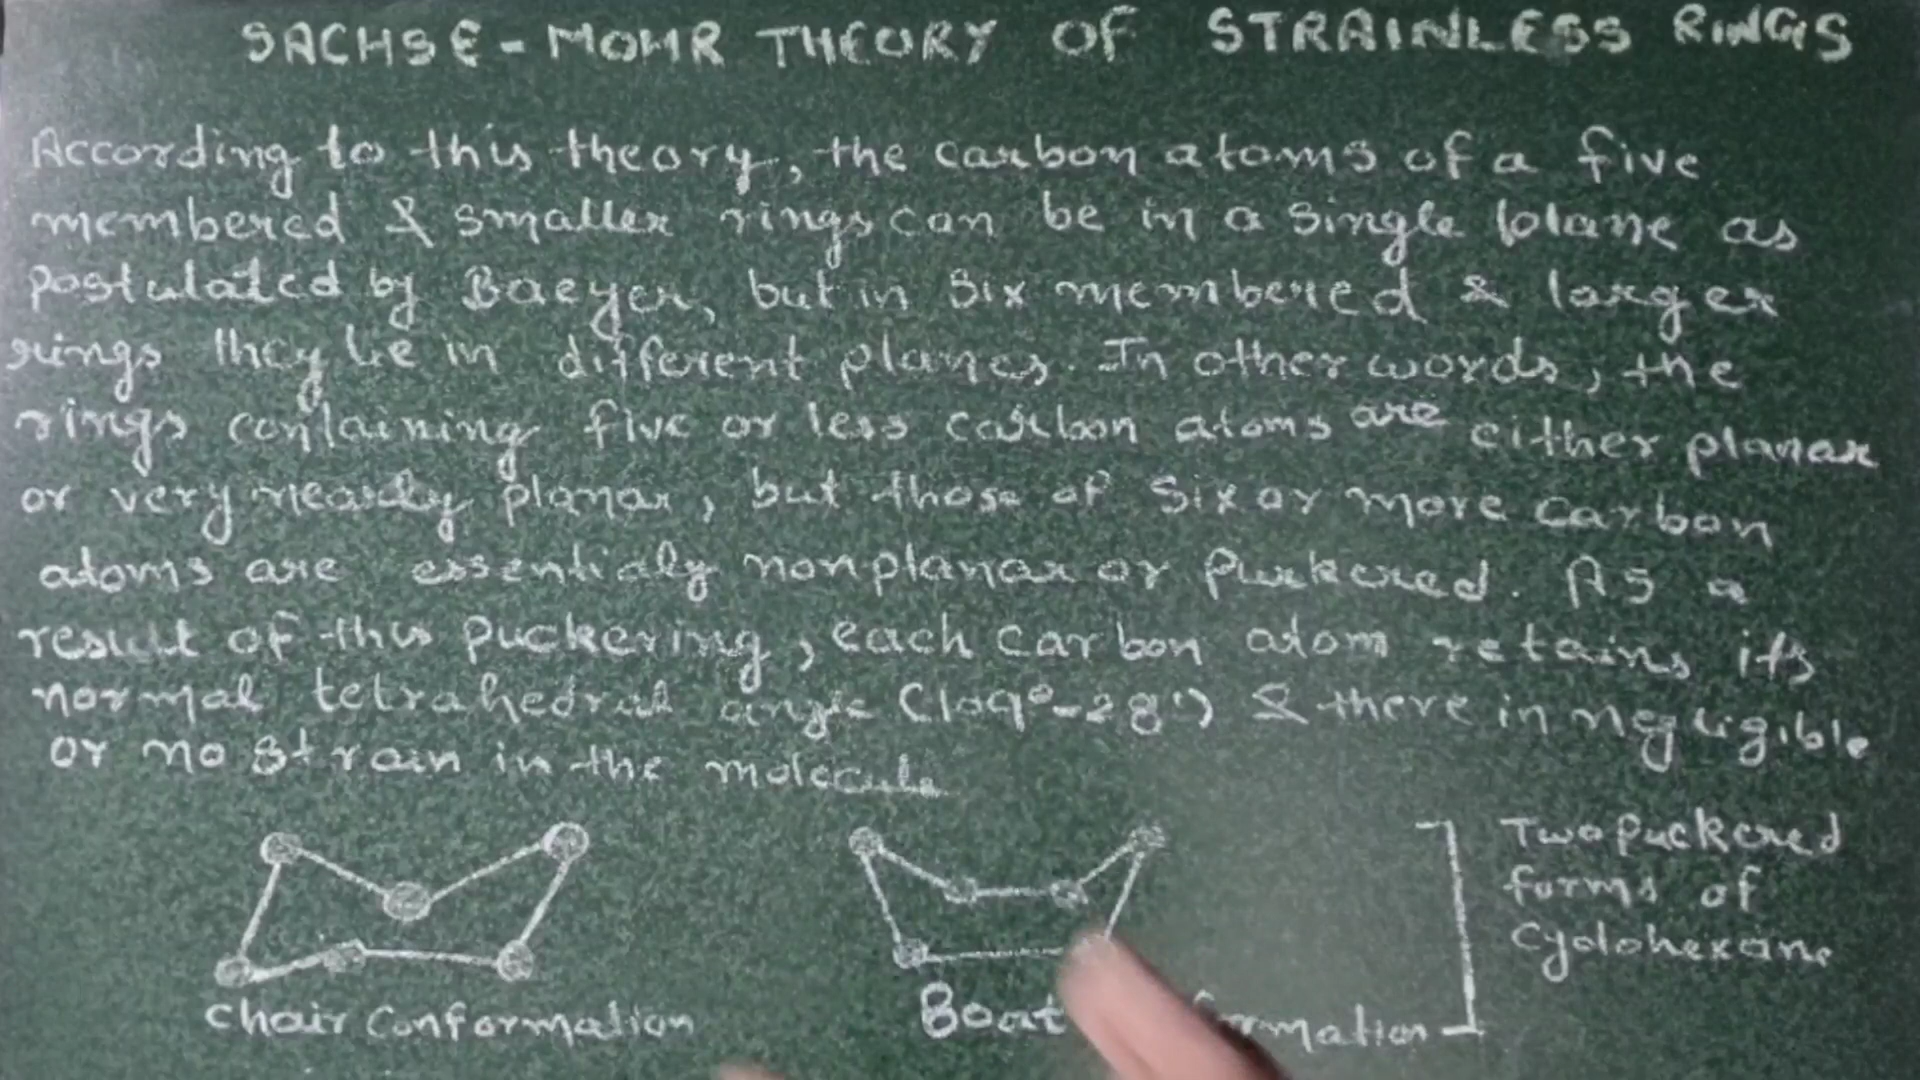 SACHSE-MOHR THEORY OF STRAINLESS RINGS
According to this theory, the carbon atoms of a five
membered & smaller rings can be in a single plane as
postulated by Baeyer, but in six membered & larger
rings they lie in different planes. In other words, the
rings containing five or less carbon atoms are either planar
or very nearly planar, but those of six or more carbon
atoms are essentialy nonplanar or Puckered. As a
result of this puckering, each carbon atom retains its
normal tetrahedral angle (109°-28') & there in negligible
or no strain in the molecule
Chair Conformation
Boat
Two Puckered
forms of
Cyclohexane